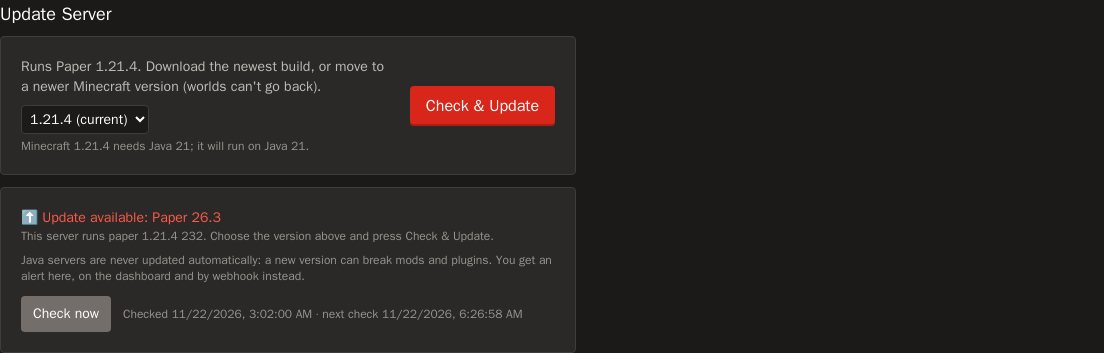 Update Server
Runs Paper 1.21.4. Download the newest build, or move to
a newer Minecraft version (worlds can't go back).
1.21.4 (current)
Check & Update
Minecraft 1.21.4 needs Java 21; it will run on Java 21.
⬆️ Update available: Paper 26.3
This server runs paper 1.21.4 232. Choose the version above and press Check & Update.
Java servers are never updated automatically: a new version can break mods and plugins. You get an
alert here, on the dashboard and by webhook instead.
Check now
Checked 11/22/2026, 3:02:00 AM · next check 11/22/2026, 6:26:58 AM